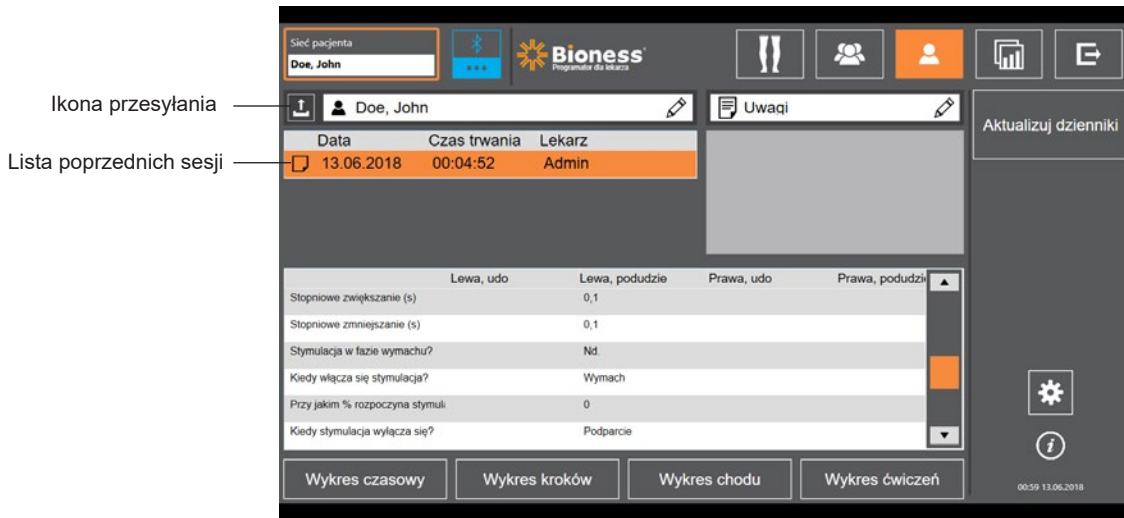 Sieć pacjenta
Doe, John
Bioness
Programator dla lekarza
Ikona przesyłania
Doe, John
Uwagi
Aktualizuj dzienniki
Data Czas trwania Lekarz
Lista poprzednich sesji
13.06.2018 00:04:52 Admin
Lewa, udo Lewa, podudzie Prawa, udo Prawa, podudzi
Stopniowe zwiększanie (s) 0,1
Stopniowe zmniejszanie (s) 0,1
Stymulacja w fazie wymachu? Nd.
Kiedy włącza się stymulacja? Wymach
Przy jakim % rozpoczyna stymul 0
Kiedy stymulacja wyłącza się? Podparcie
Wykres czasowy Wykres kroków Wykres chodu Wykres ćwiczeń
00:59 13.06.2018